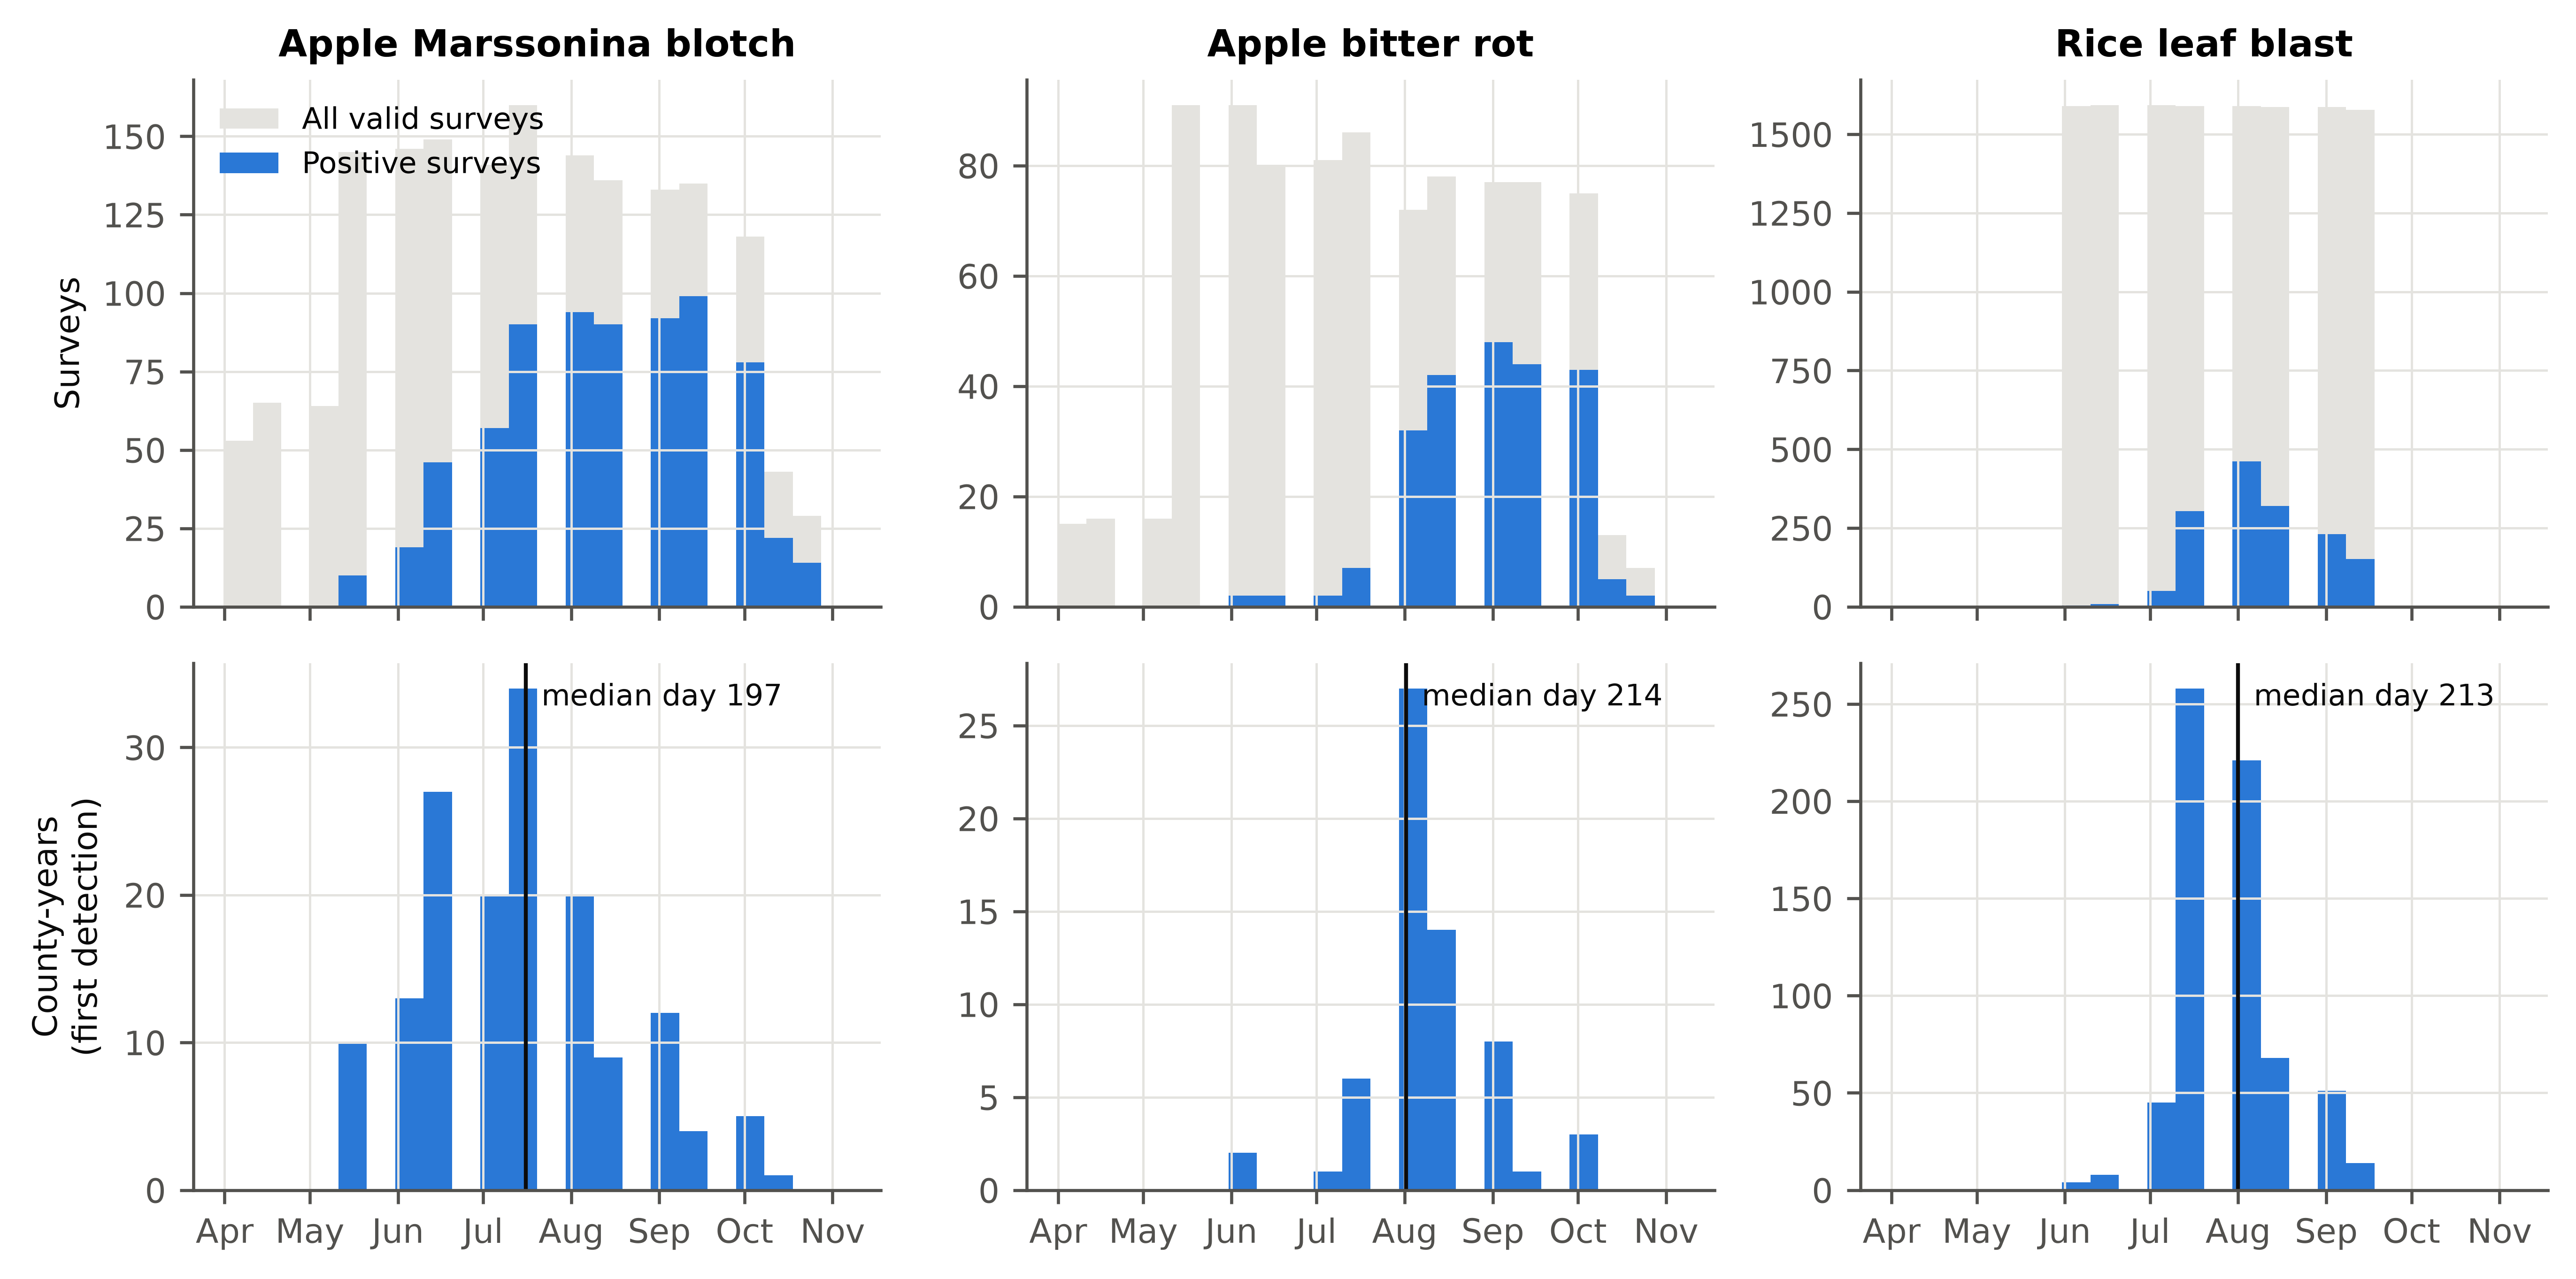 Apple Marssonina blotch
Apple bitter rot
Rice leaf blast
Surveys
150
125
100
75
50
25
0
All valid surveys
Positive surveys
80
60
40
20
0
1500
1250
1000
750
500
250
0
County-years
(first detection)
30
20
10
0
median day 197
25
20
15
10
5
0
median day 214
250
200
150
100
50
0
median day 213
Apr May Jun Jul Aug Sep Oct Nov
Apr May Jun Jul Aug Sep Oct Nov
Apr May Jun Jul Aug Sep Oct Nov